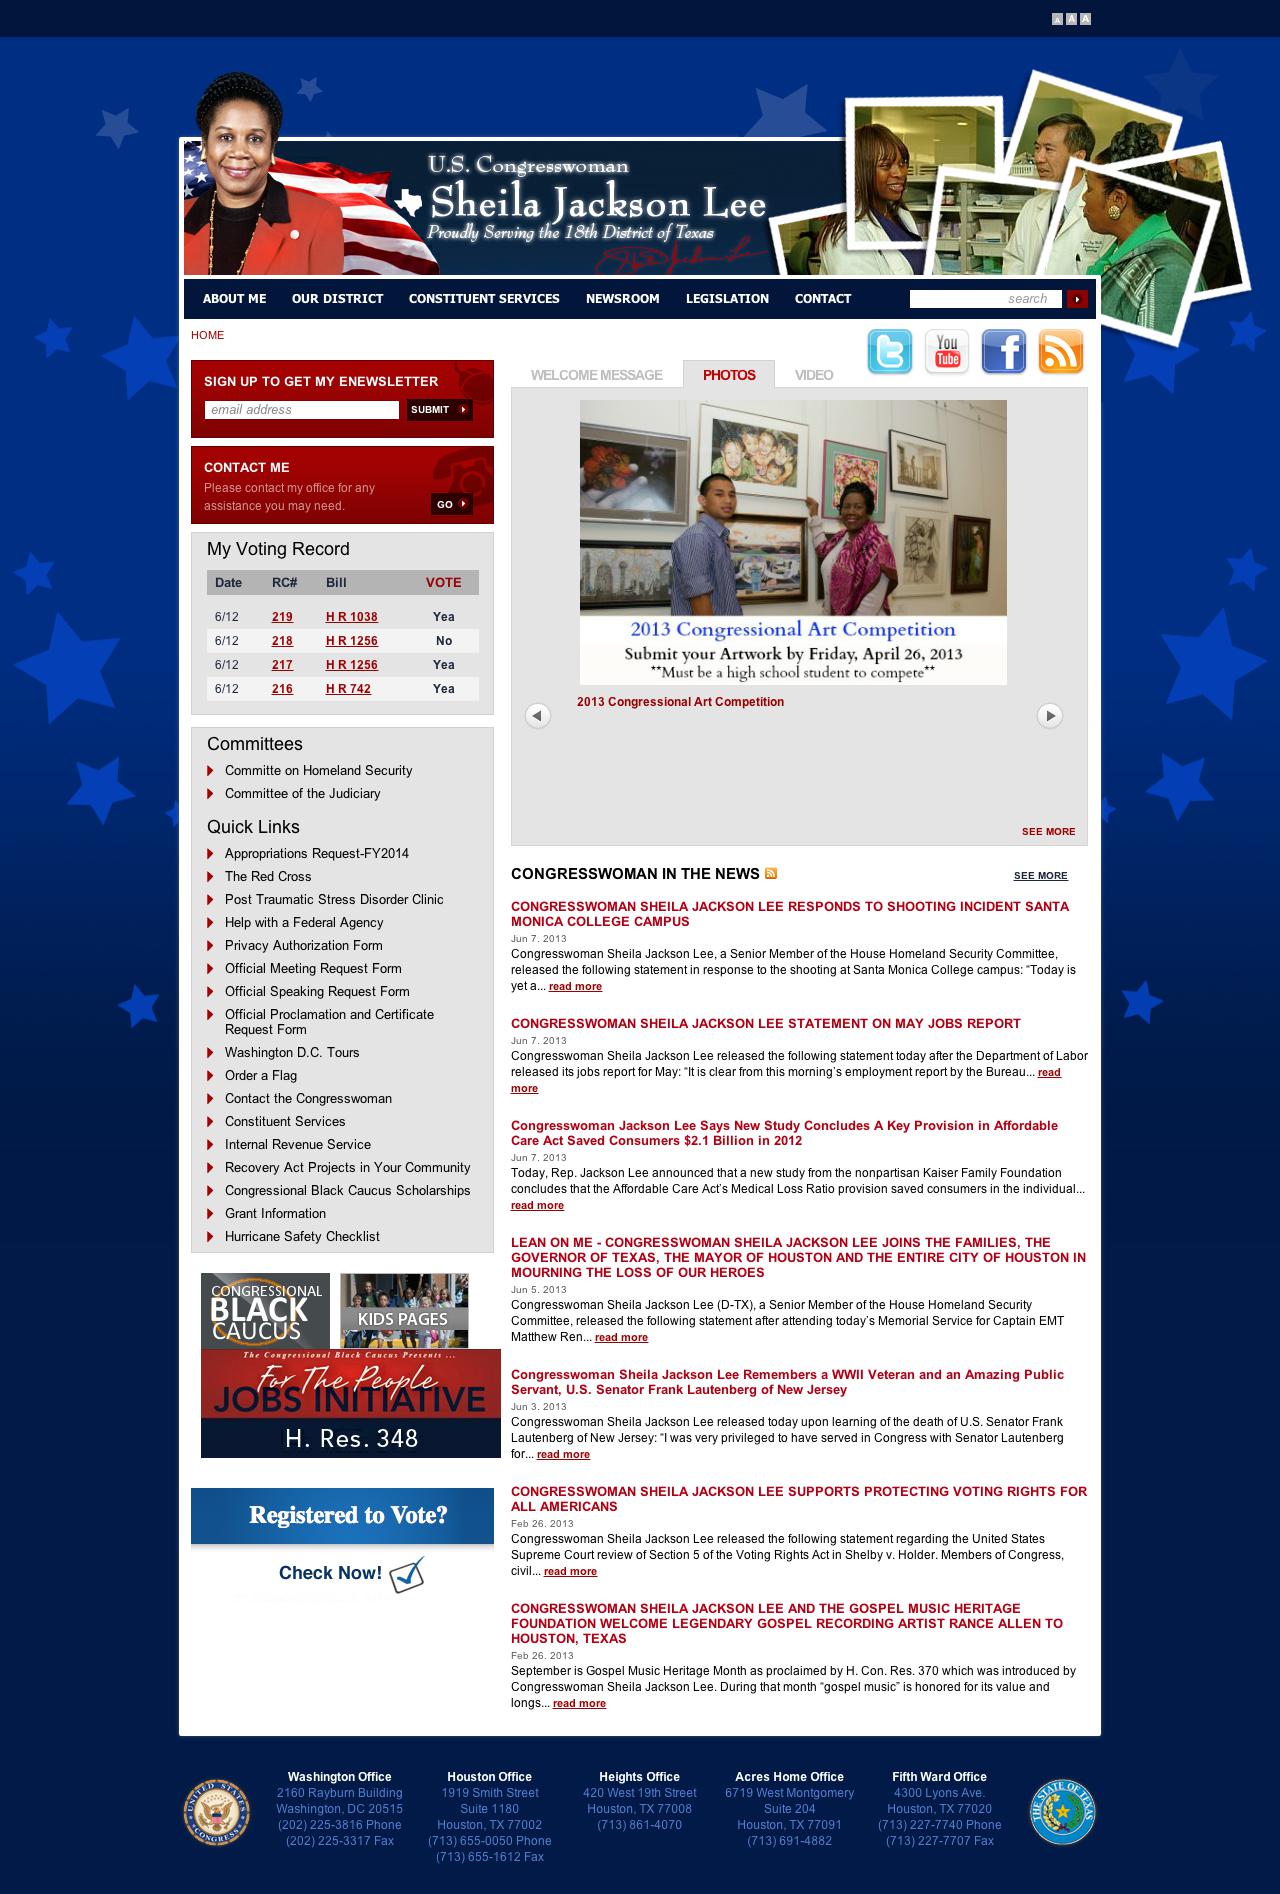 A A A
U.S. Congresswoman
Sheila Jackson Lee
Proudly Serving the 18th District of Texas
ABOUT ME OUR DISTRICT CONSTITUENT SERVICES NEWSROOM LEGISLATION CONTACT search
HOME
SIGN UP TO GET MY ENEWSLETTER
email address SUBMIT
CONTACT ME
Please contact my office for any
assistance you may need.
GO
My Voting Record
Date RC# Bill VOTE
6/12 219 H R 1038 Yea
6/12 218 H R 1256 No
6/12 217 H R 1256 Yea
6/12 216 H R 742 Yea
Committees
Committe on Homeland Security
Committee of the Judiciary
Quick Links
Appropriations Request-FY2014
The Red Cross
Post Traumatic Stress Disorder Clinic
Help with a Federal Agency
Privacy Authorization Form
Official Meeting Request Form
Official Speaking Request Form
Official Proclamation and Certificate
Request Form
Washington D.C. Tours
Order a Flag
Contact the Congresswoman
Constituent Services
Internal Revenue Service
Recovery Act Projects in Your Community
Congressional Black Caucus Scholarships
Grant Information
Hurricane Safety Checklist
CONGRESSIONAL
BLACK
CAUCUS
KIDS PAGES
The Congressional Black Caucus Presents ...
For The People
JOBS INITIATIVE
H. Res. 348
Registered to Vote?
Check Now!
You
Tube
WELCOME MESSAGE PHOTOS VIDEO
2013 Congressional Art Competition
Submit your Artwork by Friday, April 26, 2013
**Must be a high school student to compete**
2013 Congressional Art Competition
SEE MORE
CONGRESSWOMAN IN THE NEWS SEE MORE
CONGRESSWOMAN SHEILA JACKSON LEE RESPONDS TO SHOOTING INCIDENT SANTA
MONICA COLLEGE CAMPUS
Jun 7. 2013
Congresswoman Sheila Jackson Lee, a Senior Member of the House Homeland Security Committee,
released the following statement in response to the shooting at Santa Monica College campus: “Today is
yet a... read more
CONGRESSWOMAN SHEILA JACKSON LEE STATEMENT ON MAY JOBS REPORT
Jun 7. 2013
Congresswoman Sheila Jackson Lee released the following statement today after the Department of Labor
released its jobs report for May: “It is clear from this morning’s employment report by the Bureau... read
more
Congresswoman Jackson Lee Says New Study Concludes A Key Provision in Affordable
Care Act Saved Consumers $2.1 Billion in 2012
Jun 7. 2013
Today, Rep. Jackson Lee announced that a new study from the nonpartisan Kaiser Family Foundation
concludes that the Affordable Care Act’s Medical Loss Ratio provision saved consumers in the individual...
read more
LEAN ON ME - CONGRESSWOMAN SHEILA JACKSON LEE JOINS THE FAMILIES, THE
GOVERNOR OF TEXAS, THE MAYOR OF HOUSTON AND THE ENTIRE CITY OF HOUSTON IN
MOURNING THE LOSS OF OUR HEROES
Jun 5. 2013
Congresswoman Sheila Jackson Lee (D-TX), a Senior Member of the House Homeland Security
Committee, released the following statement after attending today’s Memorial Service for Captain EMT
Matthew Ren... read more
Congresswoman Sheila Jackson Lee Remembers a WWII Veteran and an Amazing Public
Servant, U.S. Senator Frank Lautenberg of New Jersey
Jun 3. 2013
Congresswoman Sheila Jackson Lee released today upon learning of the death of U.S. Senator Frank
Lautenberg of New Jersey: “I was very privileged to have served in Congress with Senator Lautenberg
for... read more
CONGRESSWOMAN SHEILA JACKSON LEE SUPPORTS PROTECTING VOTING RIGHTS FOR
ALL AMERICANS
Feb 26. 2013
Congresswoman Sheila Jackson Lee released the following statement regarding the United States
Supreme Court review of Section 5 of the Voting Rights Act in Shelby v. Holder. Members of Congress,
civil... read more
CONGRESSWOMAN SHEILA JACKSON LEE AND THE GOSPEL MUSIC HERITAGE
FOUNDATION WELCOME LEGENDARY GOSPEL RECORDING ARTIST RANCE ALLEN TO
HOUSTON, TEXAS
Feb 26. 2013
September is Gospel Music Heritage Month as proclaimed by H. Con. Res. 370 which was introduced by
Congresswoman Sheila Jackson Lee. During that month “gospel music” is honored for its value and
longs... read more
UNITED STATES CONGRESS
Washington Office
2160 Rayburn Building
Washington, DC 20515
(202) 225-3816 Phone
(202) 225-3317 Fax
Houston Office
1919 Smith Street
Suite 1180
Houston, TX 77002
(713) 655-0050 Phone
(713) 655-1612 Fax
Heights Office
420 West 19th Street
Houston, TX 77008
(713) 861-4070
Acres Home Office
6719 West Montgomery
Suite 204
Houston, TX 77091
(713) 691-4882
Fifth Ward Office
4300 Lyons Ave.
Houston, TX 77020
(713) 227-7740 Phone
(713) 227-7707 Fax
THE STATE OF TEXAS